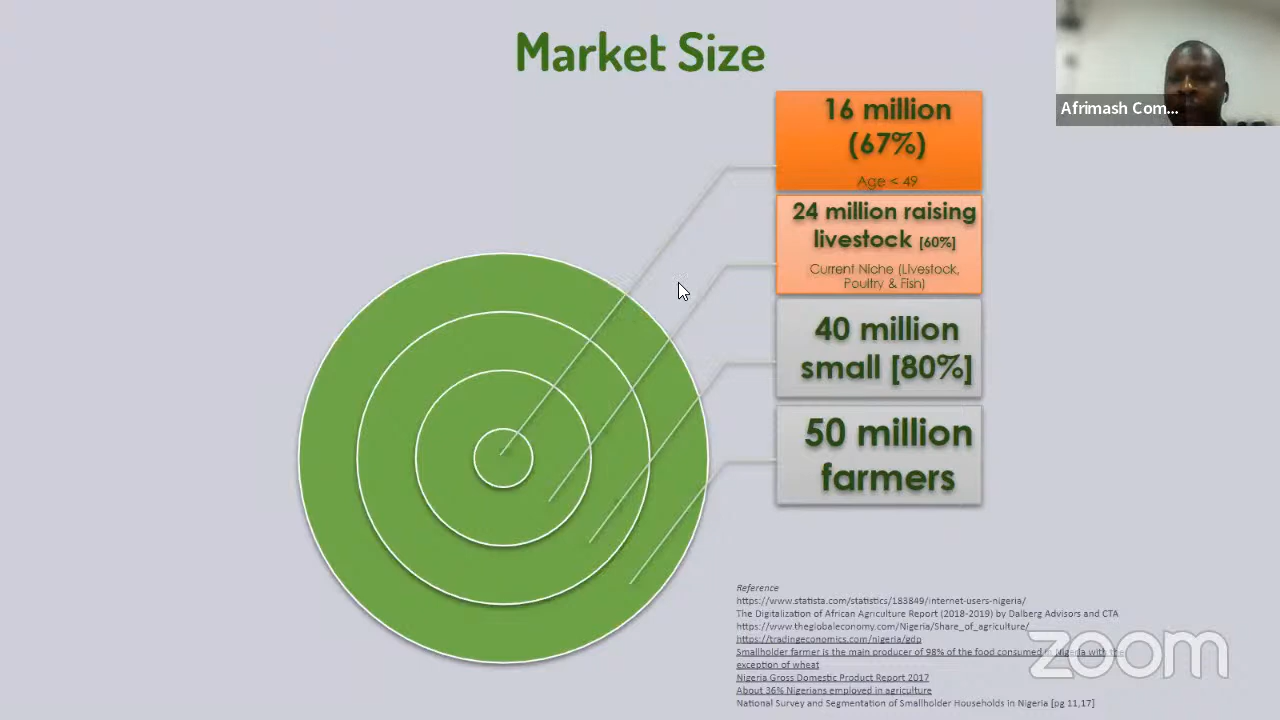 Market Size
Afrimash Com...
16 million
(67%)
Age < 49
24 million raising
livestock [60%]
Current Niche (Livestock,
Poultry & Fish)
40 million
small [80%]
50 million
farmers
Reference
https://www.statista.com/statistics/183849/internet-users-nigeria/
The Digitalization of African Agriculture Report (2018-2019) by Dalberg Advisors and CTA
https://www.theglobaleconomy.com/Nigeria/Share_of_agriculture/
https://tradingeconomics.com/nigeria/gdp
Smallholder farmer is the main producer of 98% of the food consumed in Nigeria with the
exception of wheat
Nigeria Gross Domestic Product Report 2017
About 36% Nigerians employed in agriculture
National Survey and Segmentation of Smallholder Households in Nigeria [pg 11,17]
zoom